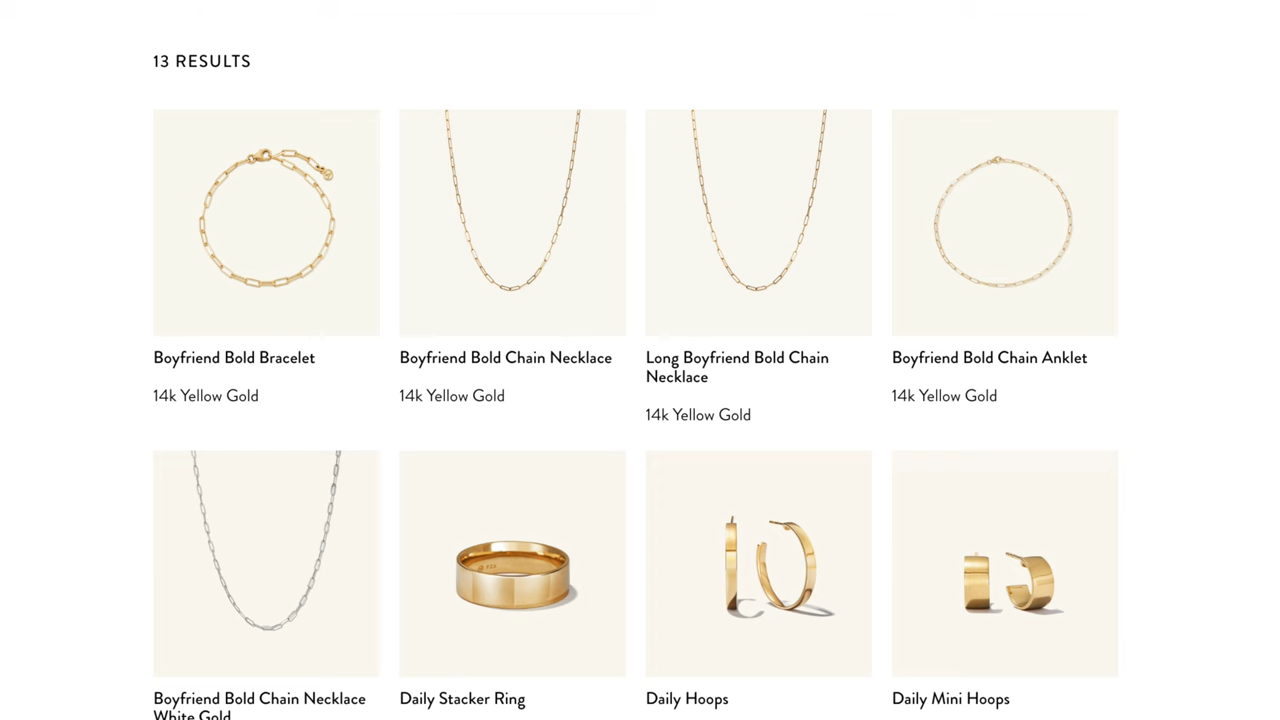 13 RESULTS
Boyfriend Bold Bracelet
14k Yellow Gold
Boyfriend Bold Chain Necklace
14k Yellow Gold
Long Boyfriend Bold Chain
Necklace
14k Yellow Gold
Boyfriend Bold Chain Anklet
14k Yellow Gold
Boyfriend Bold Chain Necklace
White Gold
Daily Stacker Ring
Daily Hoops
Daily Mini Hoops